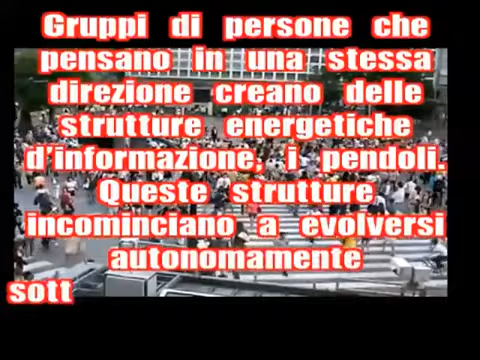 Gruppi di persone che
pensano in una stessa
direzione creano delle
strutture energetiche
d'informazione, i pendoli.
Queste strutture
incominciano a evolversi
autonomamente
sott